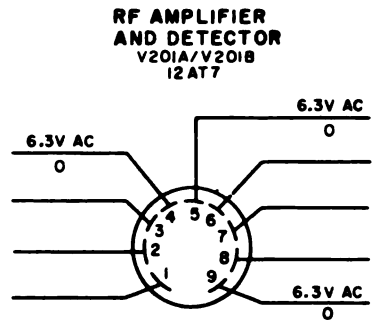 RF AMPLIFIER
AND DETECTOR
V201A/V201B
12AT7
6.3V AC
0
6.3V AC
0
5
4
6
3
7
2
8
1
9
6.3V AC
0